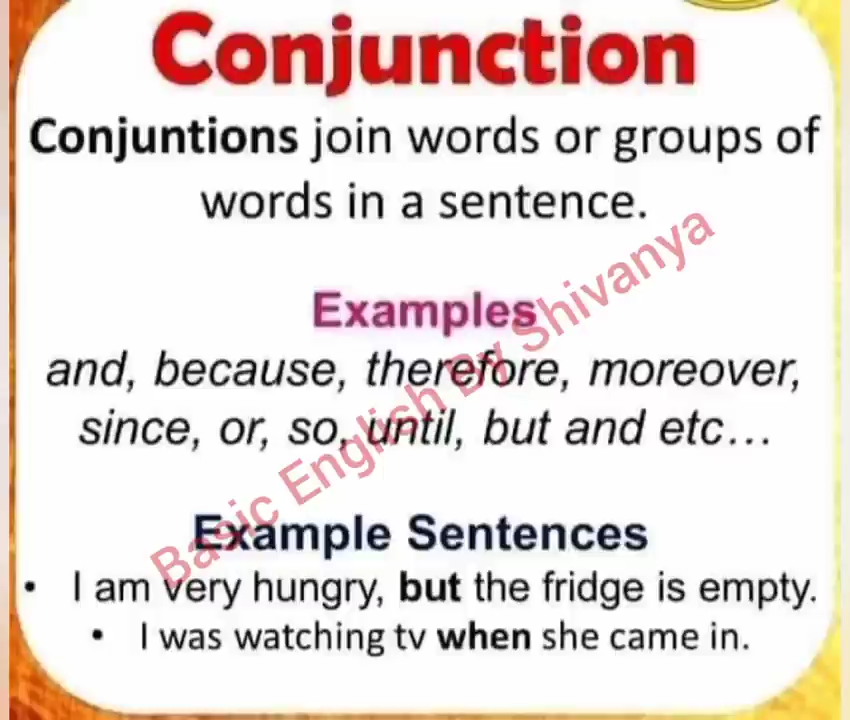 Conjunction
Conjuntions join words or groups of
words in a sentence.
Examples
and, because, therefore, moreover,
since, or, so, until, but and etc...
Example Sentences
• I am very hungry, but the fridge is empty.
• I was watching tv when she came in.
Basic English By Shivanya